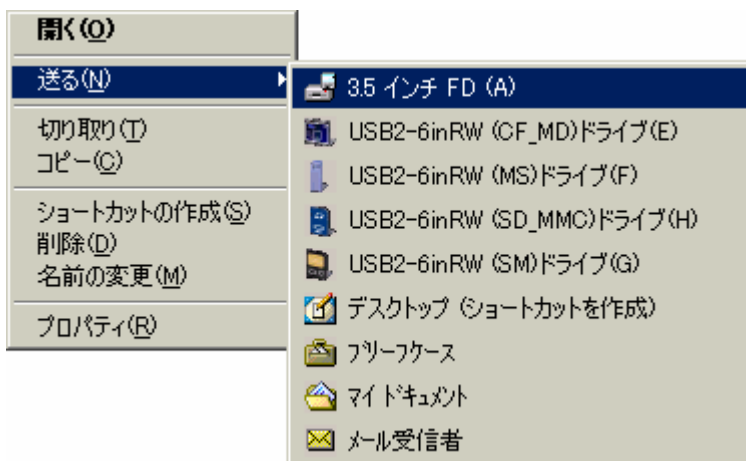 開く(O)
送る(N)
切り取り(T)
コピー(C)
ショートカットの作成(S)
削除(D)
名前の変更(M)
プロパティ(R)
3.5 インチ FD (A)
USB2-6inRW (CF_MD)ドライブ(E)
USB2-6inRW (MS)ドライブ(F)
USB2-6inRW (SD_MMC)ドライブ(H)
USB2-6inRW (SM)ドライブ(G)
デスクトップ (ショートカットを作成)
ブリーフケース
マイ ドキュメント
メール受信者